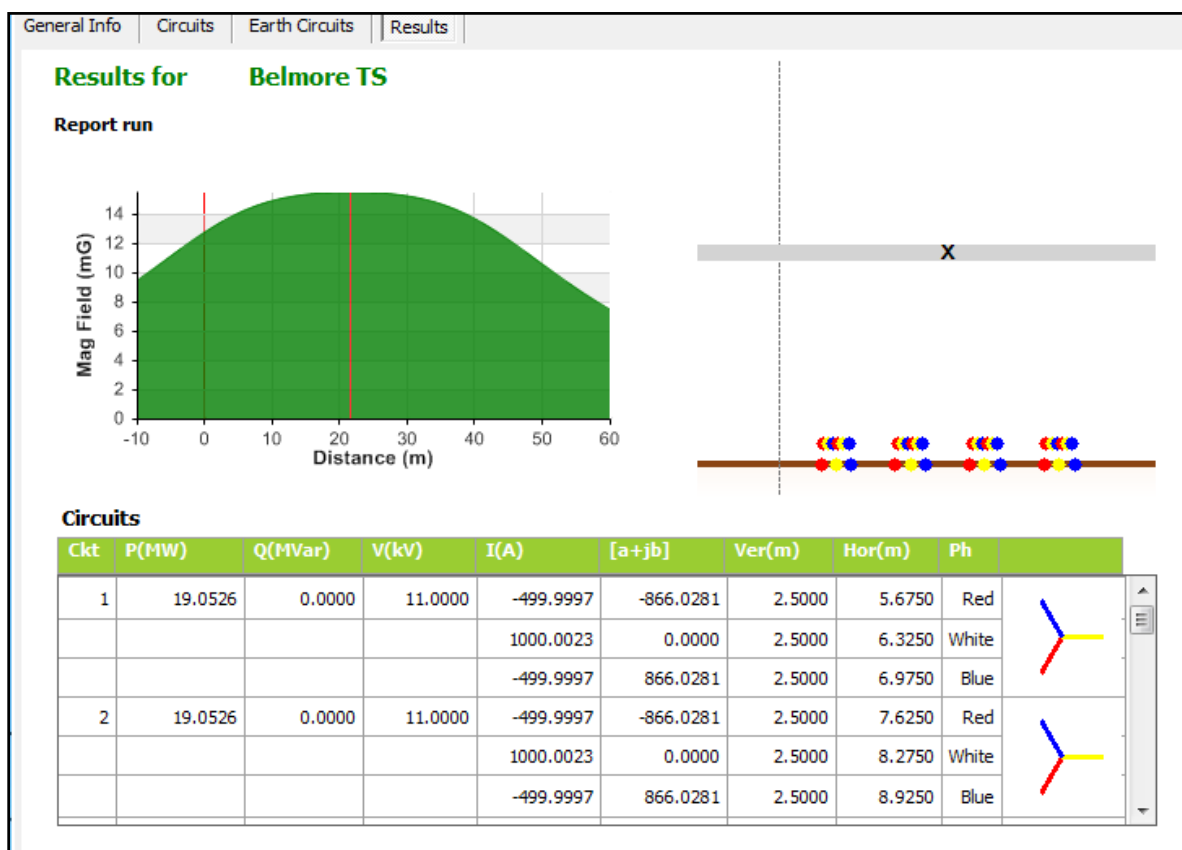 General Info Circuits Earth Circuits Results
Results for Belmore TS
Report run
14
12
10
8
6
4
2
0
Mag Field (mG)
-10 0 10 20 30 40 50 60
Distance (m)
X
Circuits
Ckt P(MW) Q(MVar) V(kV) I(A) [a+jb] Ver(m) Hor(m) Ph
1 19.0526 0.0000 11.0000 -499.9997 -866.0281 2.5000 5.6750 Red
1000.0023 0.0000 2.5000 6.3250 White
-499.9997 866.0281 2.5000 6.9750 Blue
2 19.0526 0.0000 11.0000 -499.9997 -866.0281 2.5000 7.6250 Red
1000.0023 0.0000 2.5000 8.2750 White
-499.9997 866.0281 2.5000 8.9250 Blue